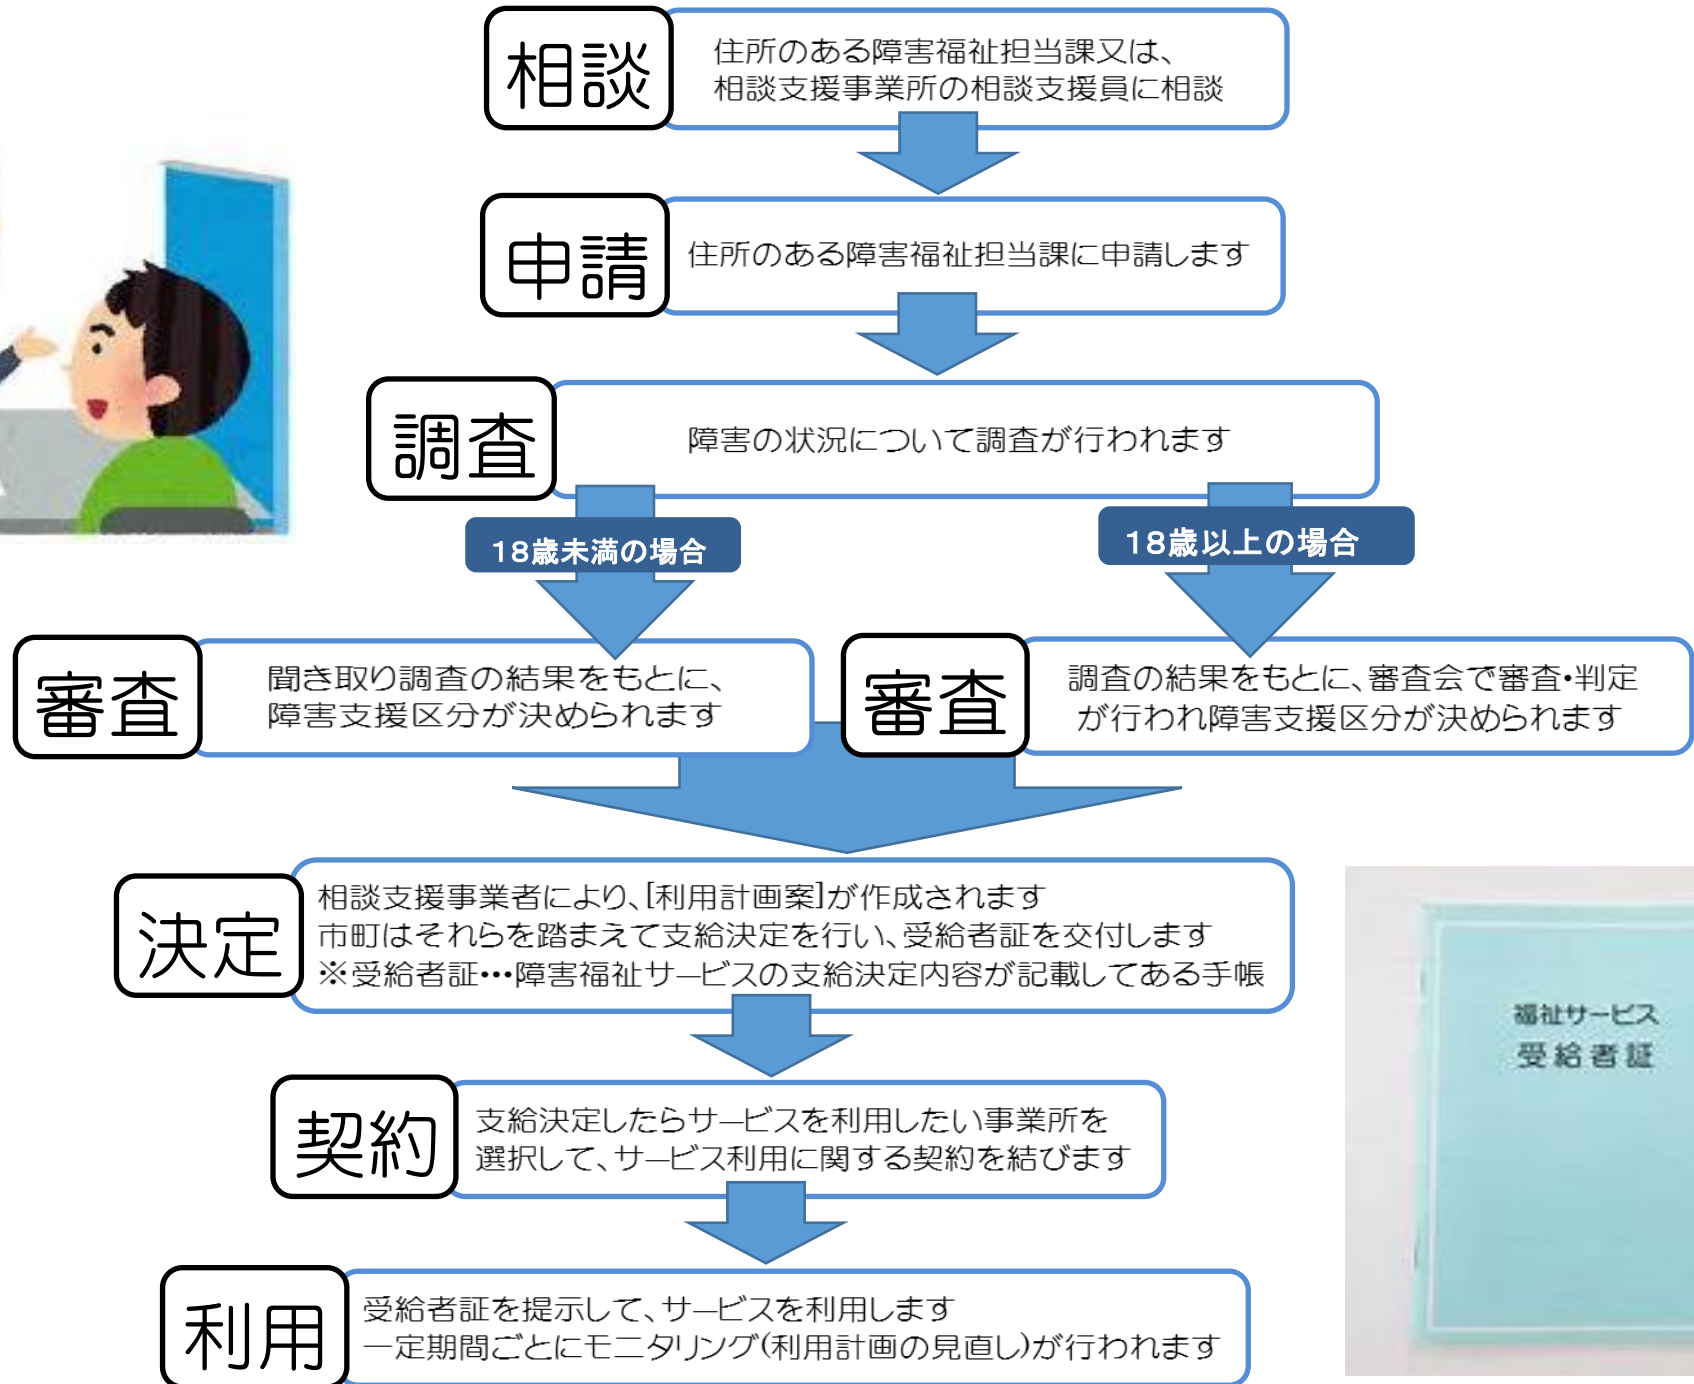 相談
住所のある障害福祉担当課又は、
相談支援事業所の相談支援員に相談
申請
住所のある障害福祉担当課に申請します
調査
障害の状況について調査が行われます
18歳未満の場合
18歳以上の場合
審査
聞き取り調査の結果をもとに、
障害支援区分が決められます
審査
調査の結果をもとに、審査会で審査・判定
が行われ障害支援区分が決められます
決定
相談支援事業者により、[利用計画案]が作成されます
市町はそれらを踏まえて支給決定を行い、受給者証を交付します
※受給者証・・・障害福祉サービスの支給決定内容が記載してある手帳
福祉サービス
受給者証
契約
支給決定したらサービスを利用したい事業所を
選択して、サービス利用に関する契約を結びます
利用
受給者証を提示して、サービスを利用します
一定期間ごとにモニタリング(利用計画の見直し)が行われます